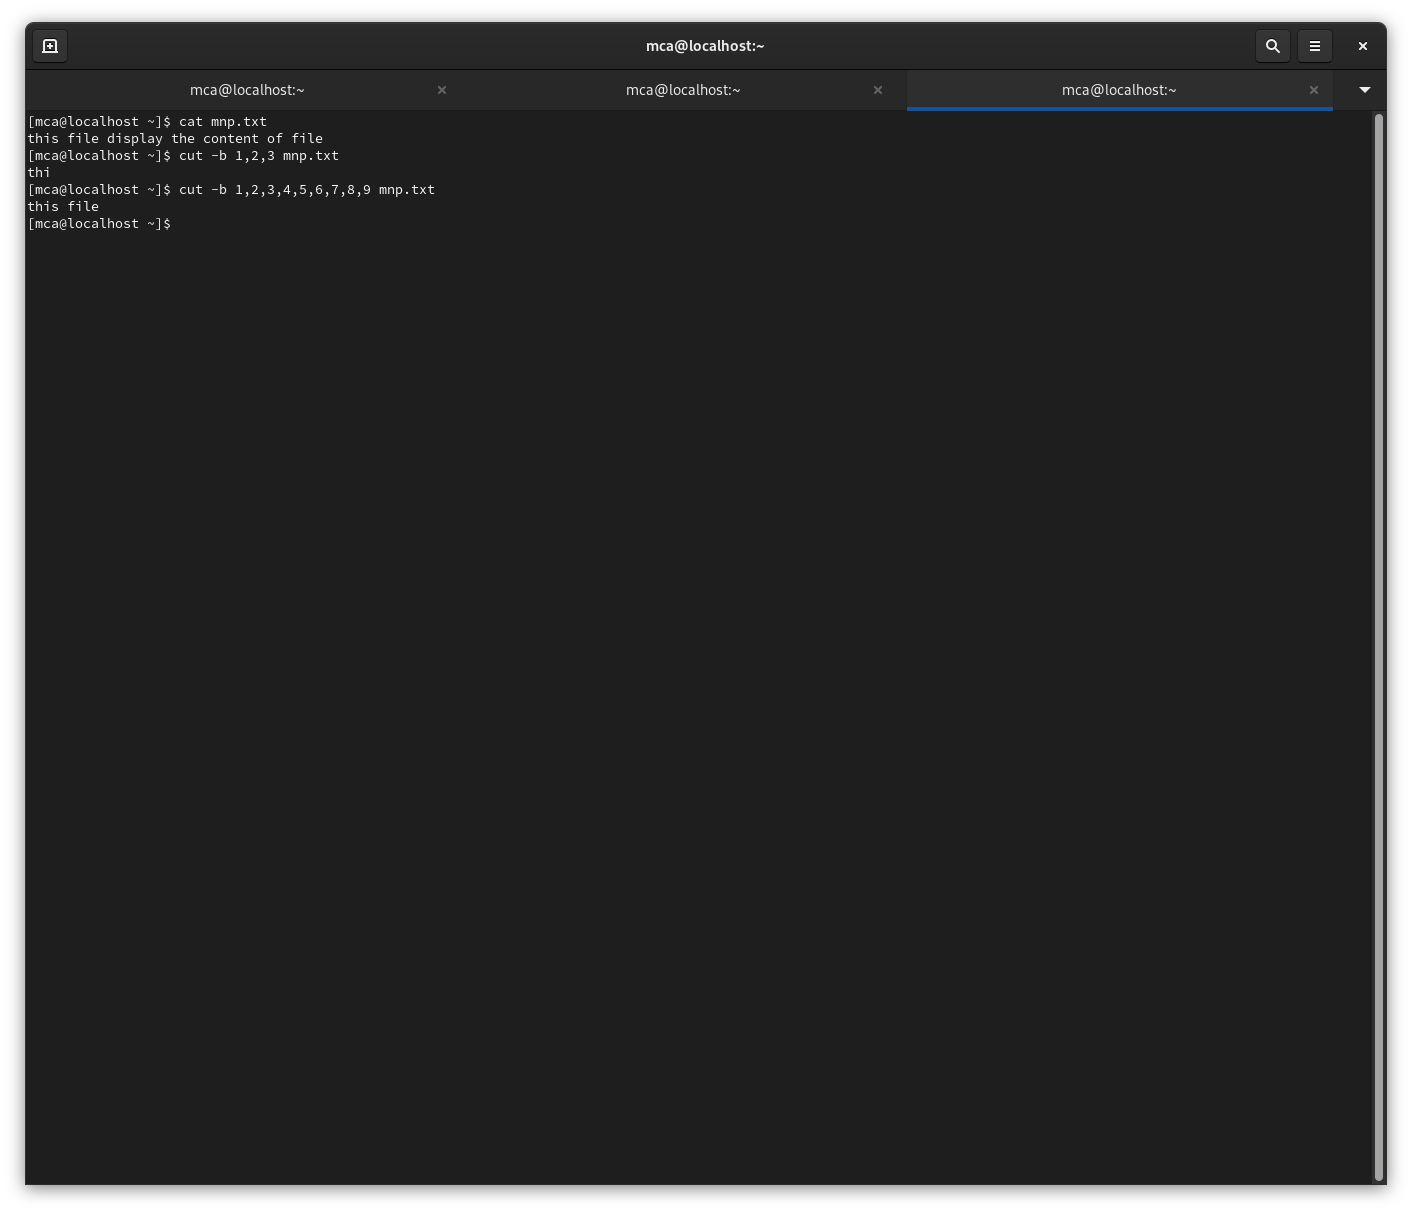 mca@localhost:~
mca@localhost:~ mca@localhost:~ mca@localhost:~
[mca@localhost ~]$ cat mnp.txt
this file display the content of file
[mca@localhost ~]$ cut -b 1,2,3 mnp.txt
thi
[mca@localhost ~]$ cut -b 1,2,3,4,5,6,7,8,9 mnp.txt
this file
[mca@localhost ~]$